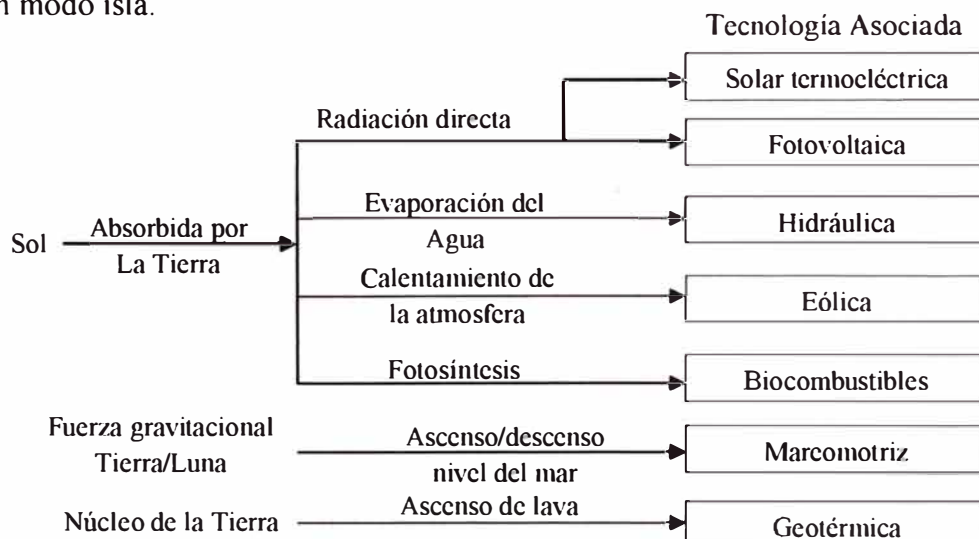 n modo isla.
Tecnología Asociada
Solar termoeléctrica
Radiación directa
Fotovoltaica
Evaporación del
Agua
Hidráulica
Sol
Absorbida por
La Tierra
Calentamiento de
la atmosfera
Eólica
Fotosíntesis
Biocombustibles
Fuerza gravitacional
Tierra/Luna
Ascenso/descenso
nivel del mar
Mareomotriz
Núcleo de la Tierra
Ascenso de lava
Geotérmica